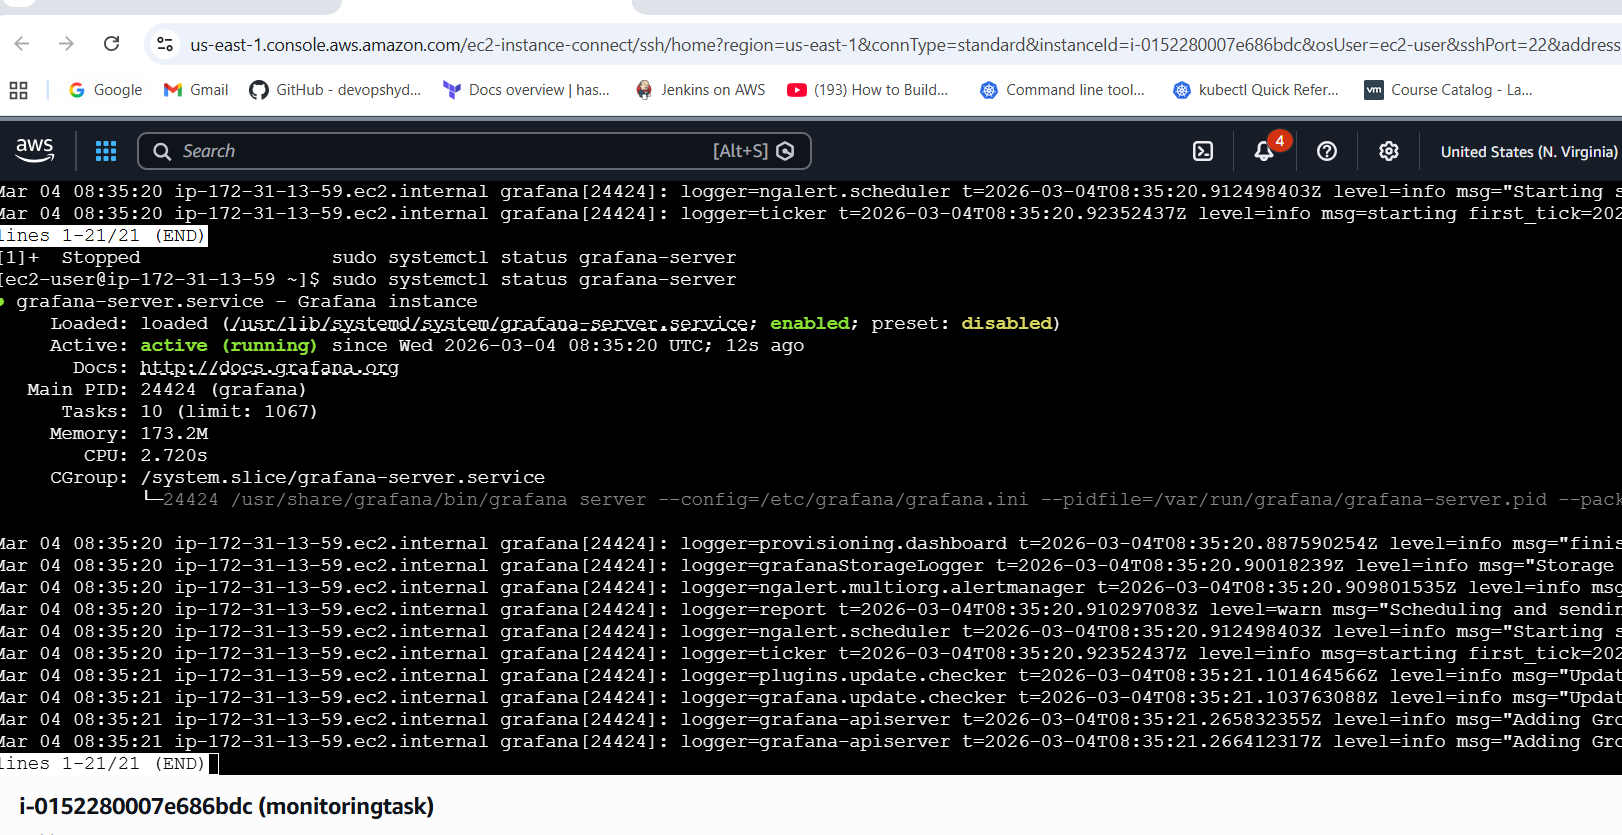 us-east-1.console.aws.amazon.com/ec2-instance-connect/ssh/home?region=us-east-1&connType=standard&instanceId=i-0152280007e686bdc&osUser=ec2-user&sshPort=22&address
Google Gmail GitHub - devopshyd... Docs overview | has... Jenkins on AWS (193) How to Build... Command line tool... kubectl Quick Refer... vm Course Catalog - La...
aws Search [Alt+S] 4 United States (N. Virginia)
Mar 04 08:35:20 ip-172-31-13-59.ec2.internal grafana[24424]: logger=ngalert.scheduler t=2026-03-04T08:35:20.912498403Z level=info msg="Starting s
Mar 04 08:35:20 ip-172-31-13-59.ec2.internal grafana[24424]: logger=ticker t=2026-03-04T08:35:20.92352437Z level=info msg=starting first_tick=202
lines 1-21/21 (END)
[1]+  Stopped                 sudo systemctl status grafana-server
[ec2-user@ip-172-31-13-59 ~]$ sudo systemctl status grafana-server
● grafana-server.service - Grafana instance
Loaded: loaded (/usr/lib/systemd/system/grafana-server.service; enabled; preset: disabled)
Active: active (running) since Wed 2026-03-04 08:35:20 UTC; 12s ago
Docs: http://docs.grafana.org
Main PID: 24424 (grafana)
Tasks: 10 (limit: 1067)
Memory: 173.2M
CPU: 2.720s
CGroup: /system.slice/grafana-server.service
└─24424 /usr/share/grafana/bin/grafana server --config=/etc/grafana/grafana.ini --pidfile=/var/run/grafana/grafana-server.pid --pack
Mar 04 08:35:20 ip-172-31-13-59.ec2.internal grafana[24424]: logger=provisioning.dashboard t=2026-03-04T08:35:20.887590254Z level=info msg="finis
Mar 04 08:35:20 ip-172-31-13-59.ec2.internal grafana[24424]: logger=grafanaStorageLogger t=2026-03-04T08:35:20.90018239Z level=info msg="Storage
Mar 04 08:35:20 ip-172-31-13-59.ec2.internal grafana[24424]: logger=ngalert.multiorg.alertmanager t=2026-03-04T08:35:20.909801535Z level=info msg
Mar 04 08:35:20 ip-172-31-13-59.ec2.internal grafana[24424]: logger=report t=2026-03-04T08:35:20.910297083Z level=warn msg="Scheduling and sendin
Mar 04 08:35:20 ip-172-31-13-59.ec2.internal grafana[24424]: logger=ngalert.scheduler t=2026-03-04T08:35:20.912498403Z level=info msg="Starting s
Mar 04 08:35:20 ip-172-31-13-59.ec2.internal grafana[24424]: logger=ticker t=2026-03-04T08:35:20.92352437Z level=info msg=starting first_tick=202
Mar 04 08:35:21 ip-172-31-13-59.ec2.internal grafana[24424]: logger=plugins.update.checker t=2026-03-04T08:35:21.101464566Z level=info msg="Updat
Mar 04 08:35:21 ip-172-31-13-59.ec2.internal grafana[24424]: logger=grafana.update.checker t=2026-03-04T08:35:21.103763088Z level=info msg="Updat
Mar 04 08:35:21 ip-172-31-13-59.ec2.internal grafana[24424]: logger=grafana-apiserver t=2026-03-04T08:35:21.265832355Z level=info msg="Adding Gro
Mar 04 08:35:21 ip-172-31-13-59.ec2.internal grafana[24424]: logger=grafana-apiserver t=2026-03-04T08:35:21.266412317Z level=info msg="Adding Gro
lines 1-21/21 (END)
i-0152280007e686bdc (monitoringtask)